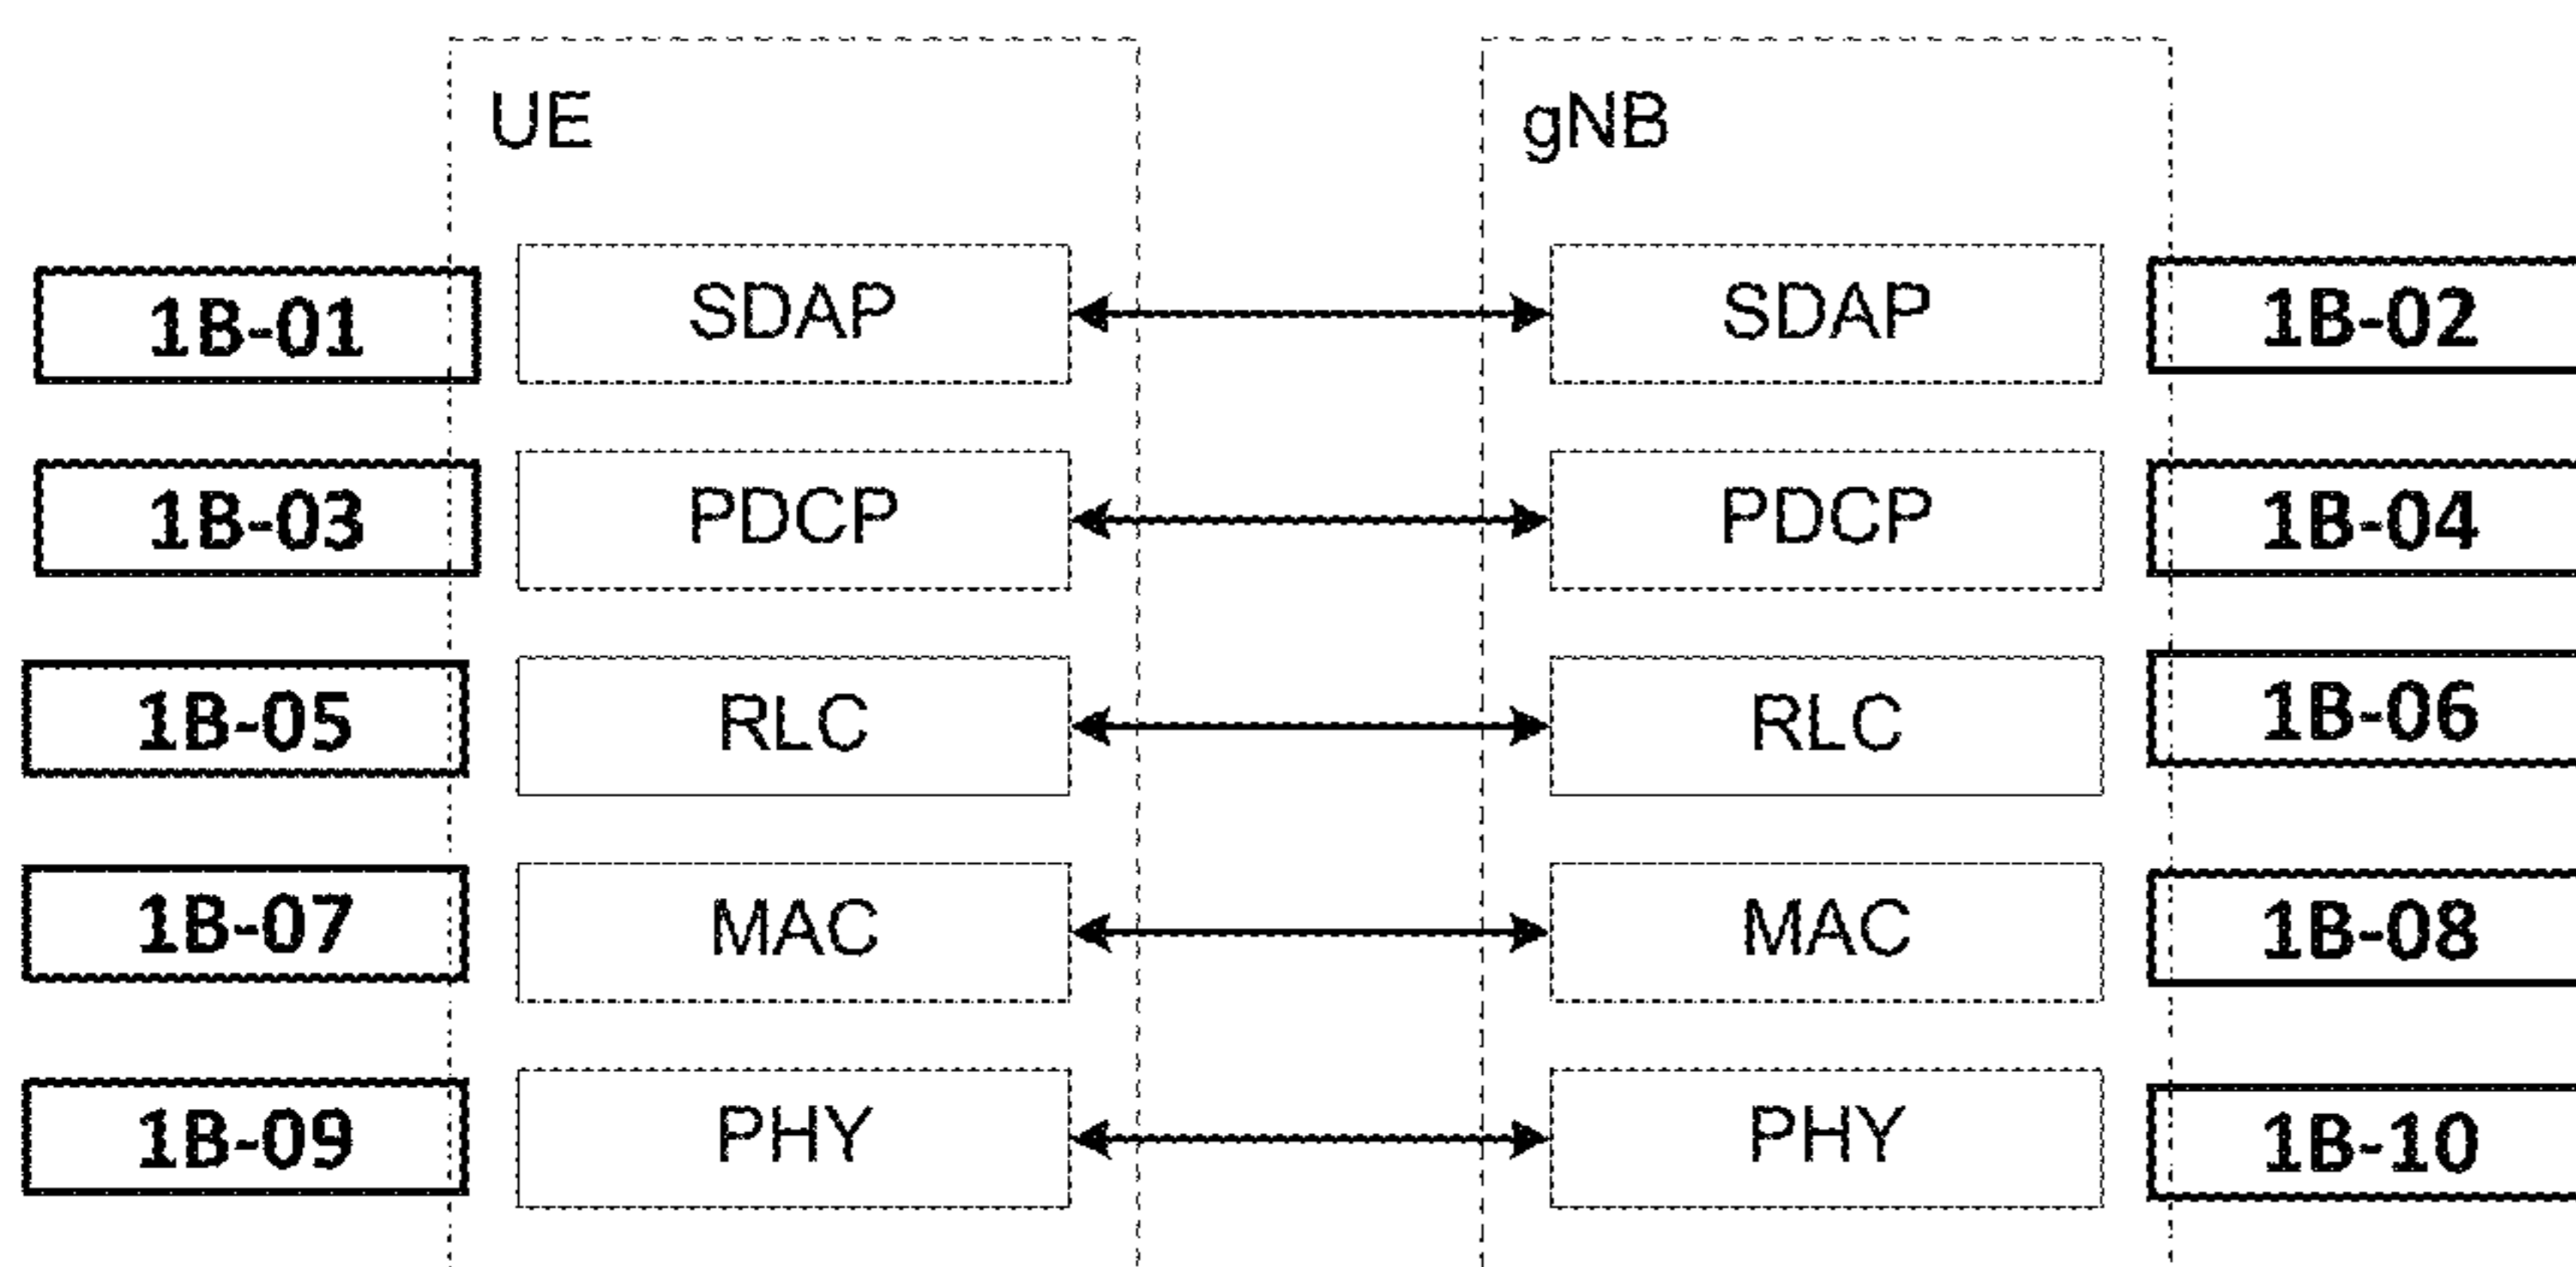 UE gNB
1B-01 SDAP SDAP 1B-02
1B-03 PDCP PDCP 1B-04
1B-05 RLC RLC 1B-06
1B-07 MAC MAC 1B-08
1B-09 PHY PHY 1B-10